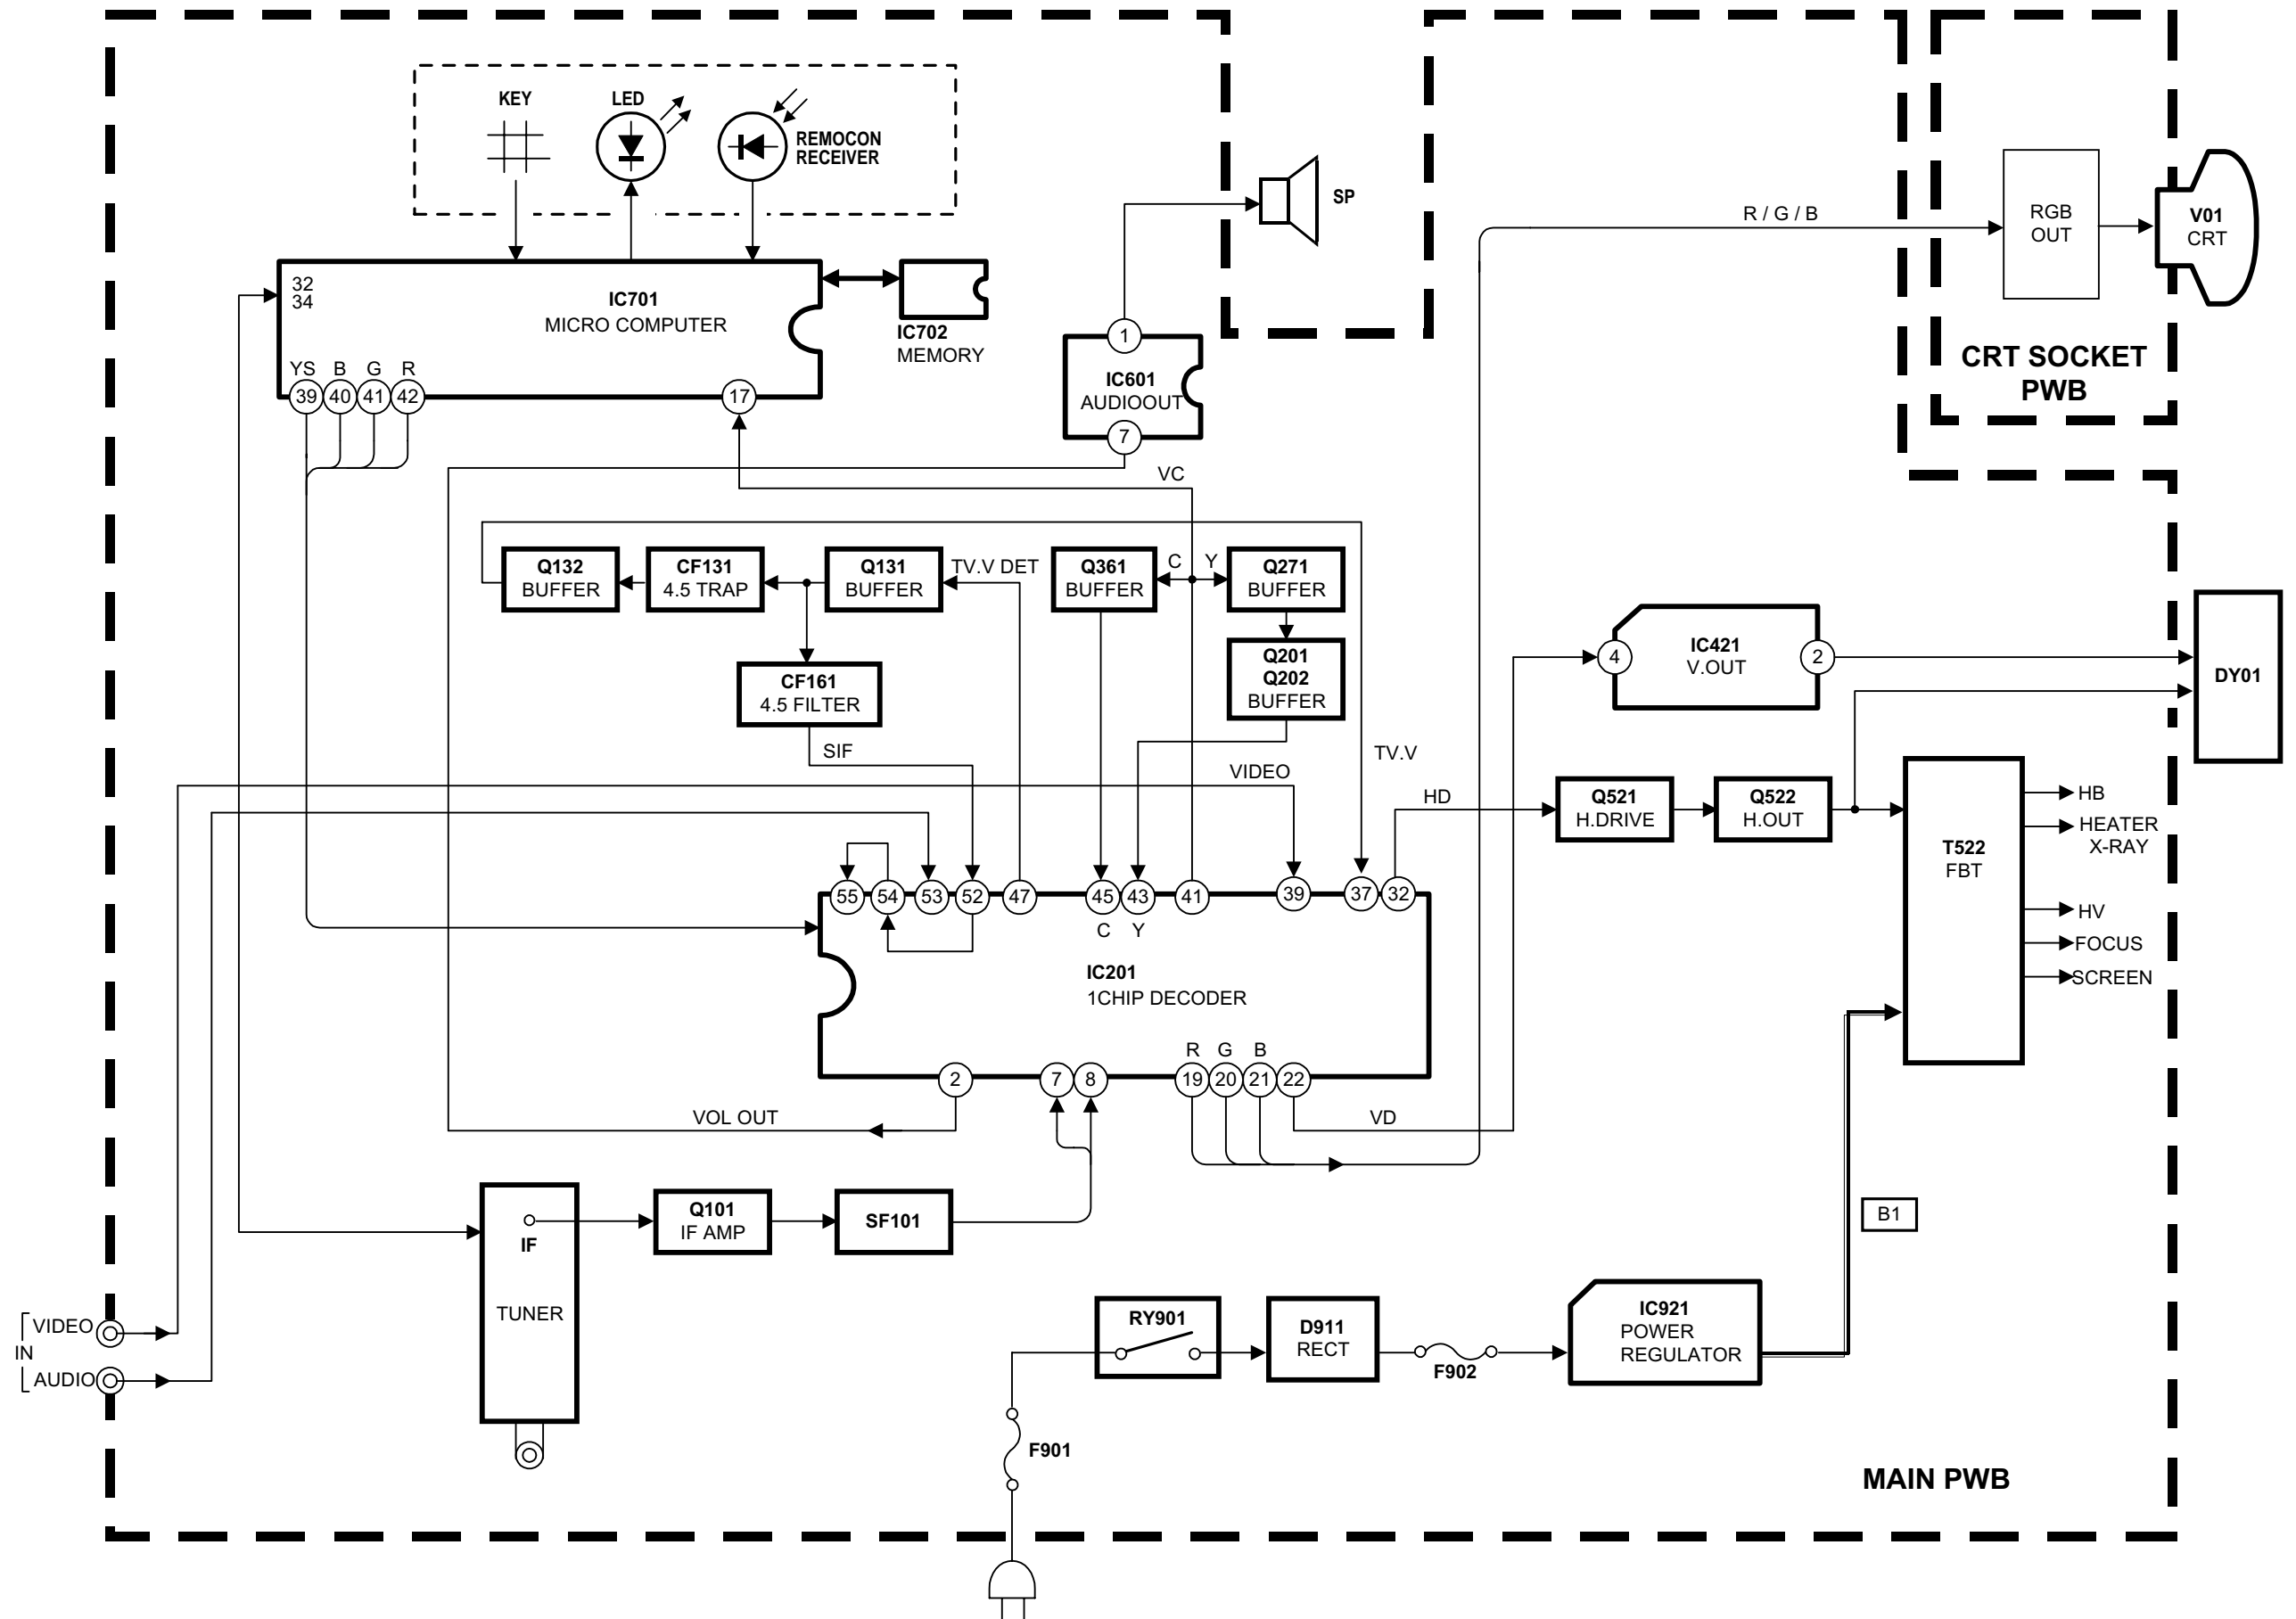 KEY
LED
REMOCON
RECEIVER
SP
R / G / B
RGB
OUT
V01
CRT
32
34
IC701
MICRO COMPUTER
IC702
MEMORY
YS B G R
39 40 41 42
17
1
IC601
AUDIOOUT
7
CRT SOCKET
PWB
VC
Q132
BUFFER
CF131
4.5 TRAP
Q131
BUFFER
TV.V DET
Q361
BUFFER
C Y
Q271
BUFFER
Q201
Q202
BUFFER
CF161
4.5 FILTER
SIF
VIDEO
TV.V
HD
4
IC421
V.OUT
2
DY01
Q521
H.DRIVE
Q522
H.OUT
T522
FBT
HB
HEATER
X-RAY
HV
FOCUS
SCREEN
55 54 53 52 47 45 43 41 39 37 32
C Y
IC201
1CHIP DECODER
R G B
2 7 8 19 20 21 22
VOL OUT
VD
B1
IF
TUNER
Q101
IF AMP
SF101
VIDEO
IN
AUDIO
RY901
D911
RECT
F902
IC921
POWER
REGULATOR
F901
MAIN PWB